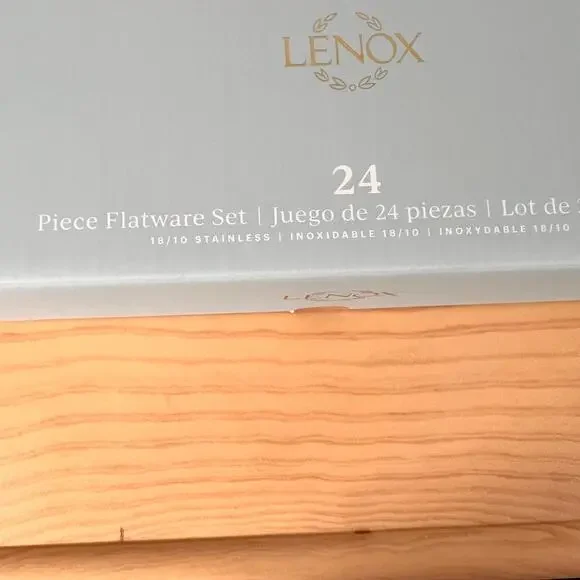 LENOX
24
Piece Flatware Set | Juego de 24 piezas | Lot de
18/10 STAINLESS | INOXIDABLE 18/10 | INOXYDABLE 18/10
LENOX